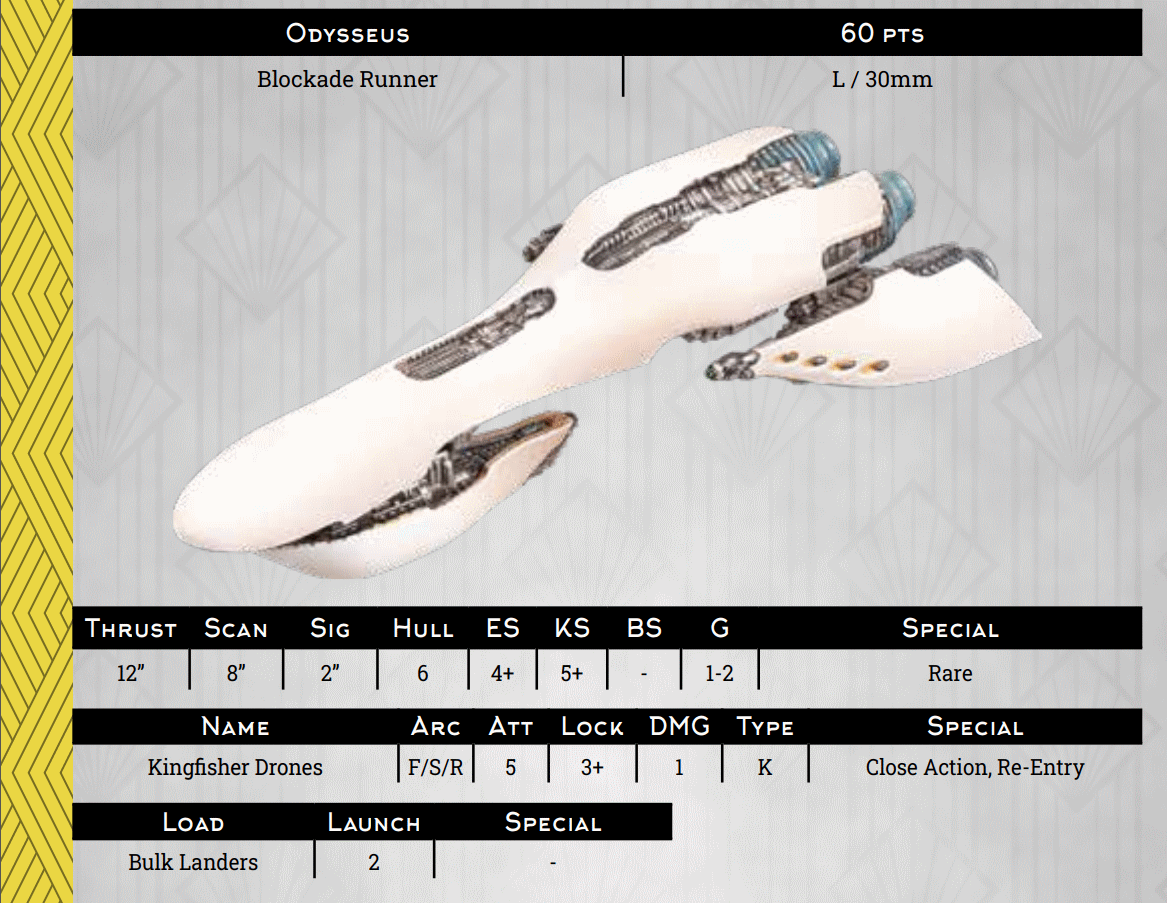 Odysseus 60 pts
Blockade Runner L / 30mm
Thrust Scan Sig Hull ES KS BS G Special
12” 8” 2” 6 4+ 5+ - 1-2 Rare
Name Arc Att Lock DMG Type Special
Kingfisher Drones F/S/R 5 3+ 1 K Close Action, Re-Entry
Load Launch Special
Bulk Landers 2 -